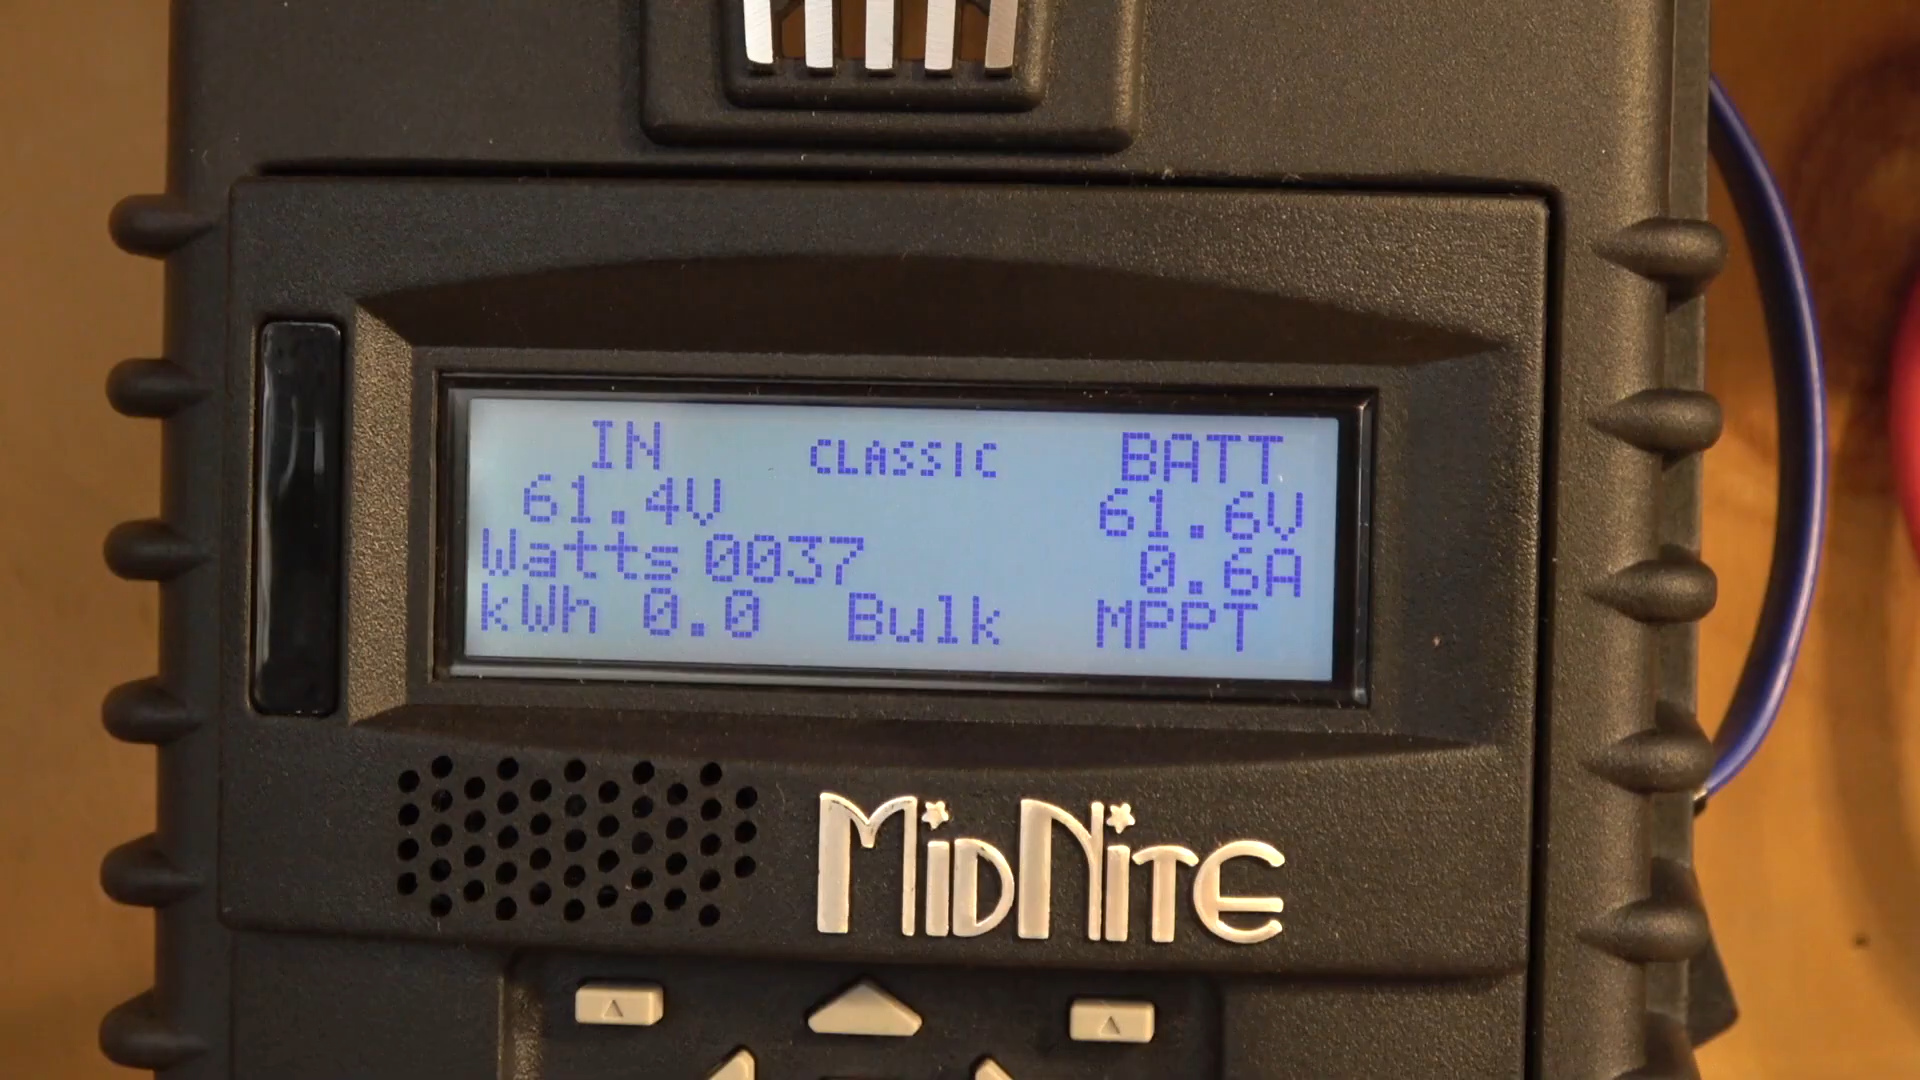 IN CLASSIC BATT
61.4V 61.6V
Watts 0037 0.6A
kWh 0.0 Bulk MPPT
MIDNITE